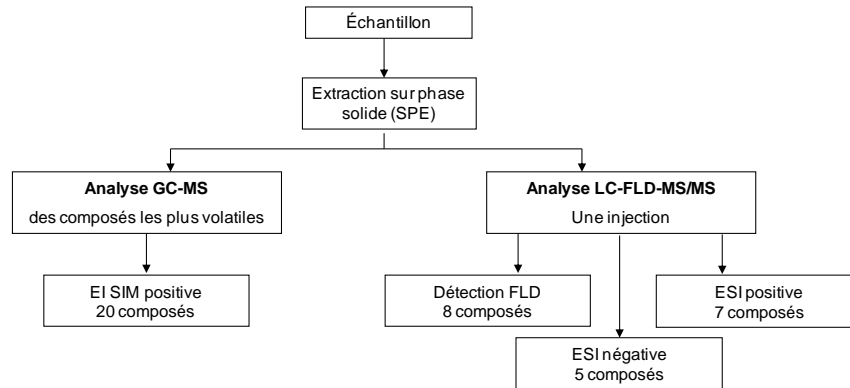 Échantillon
Extraction sur phase
solide (SPE)
Analyse GC-MS
des composés les plus volatiles
Analyse LC-FLD-MS/MS
Une injection
EI SIM positive
20 composés
Détection FLD
8 composés
ESI positive
7 composés
ESI négative
5 composés